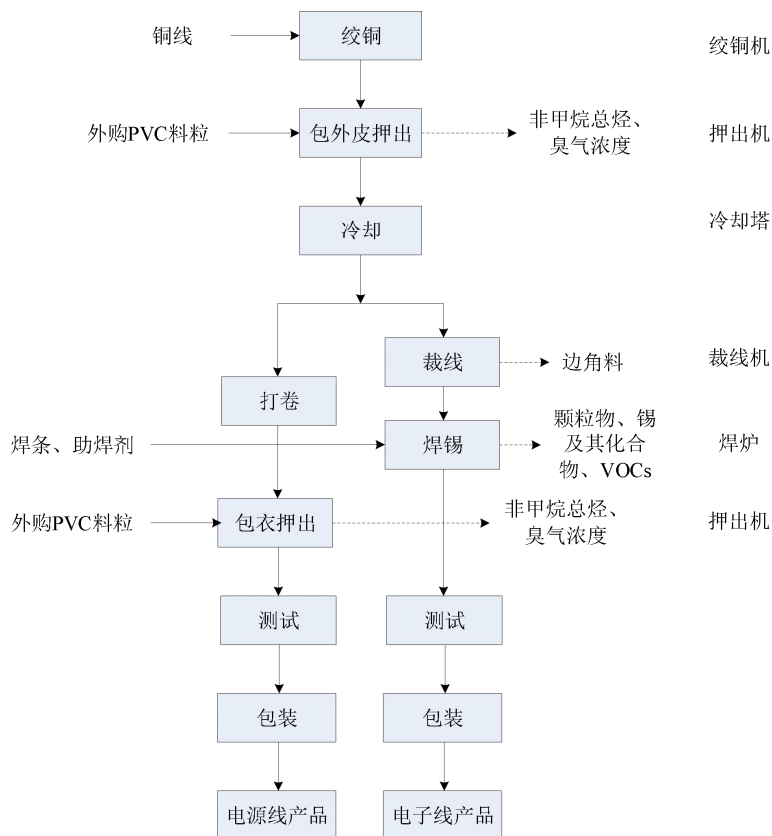 铜线
绞铜
绞铜机
外购PVC料粒
包外皮押出
非甲烷总烃、
臭气浓度
押出机
冷却
冷却塔
裁线
边角料
裁线机
打卷
焊条、助焊剂
焊锡
颗粒物、锡
及其化合
物、VOCs
焊炉
外购PVC料粒
包衣押出
非甲烷总烃、
臭气浓度
押出机
测试
测试
包装
包装
电源线产品
电子线产品